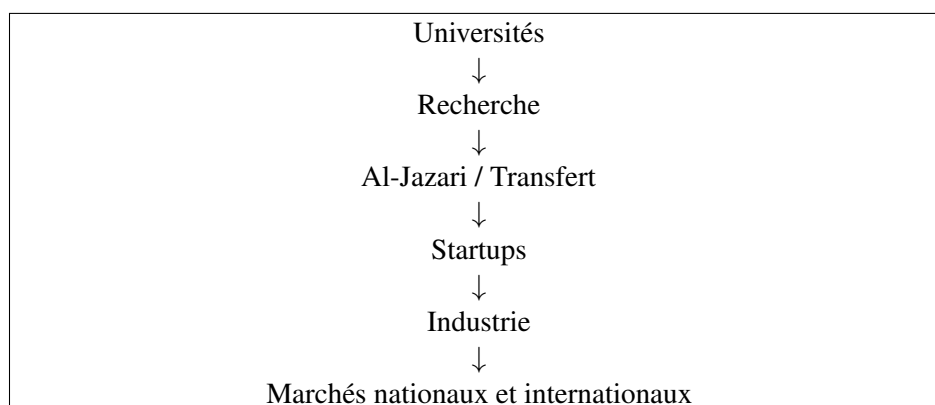 Universités
↓
Recherche
↓
Al-Jazari / Transfert
↓
Startups
↓
Industrie
↓
Marchés nationaux et internationaux